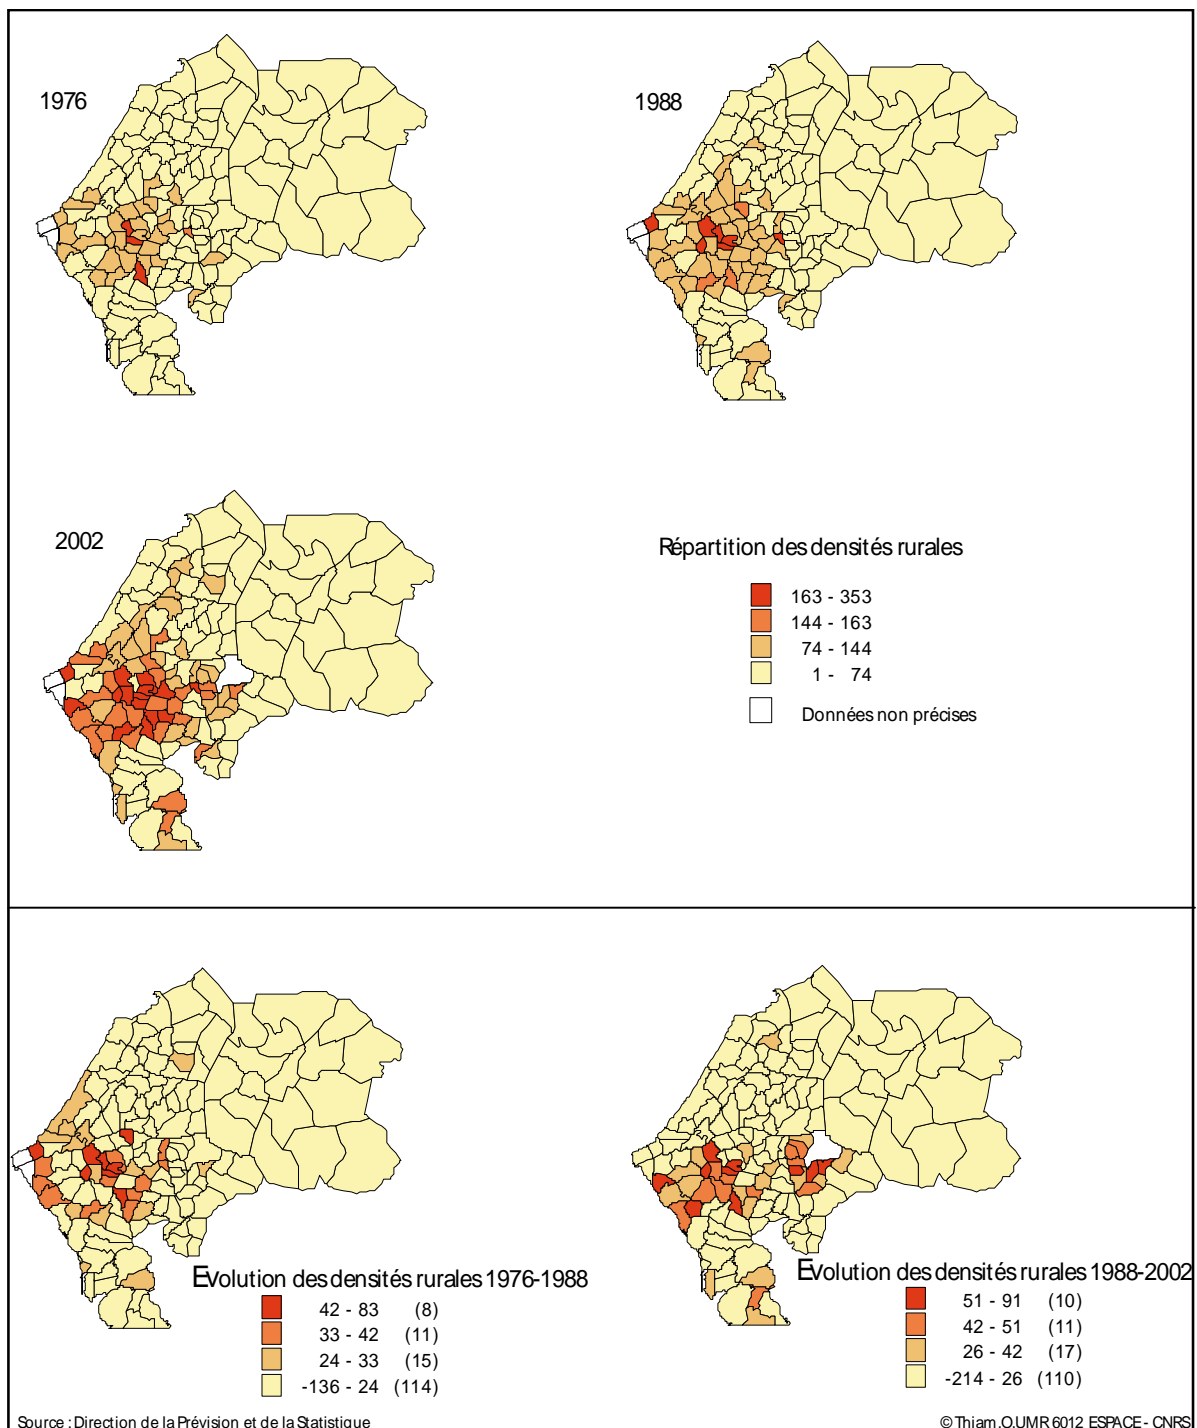 1976
1988
2002
Répartition des densités rurales
163 - 353
144 - 163
74 - 144
1 - 74
Données non précises
Evolution des densités rurales 1976-1988
42 - 83 (8)
33 - 42 (11)
24 - 33 (15)
-136 - 24 (114)
Evolution des densités rurales 1988-2002
51 - 91 (10)
42 - 51 (11)
26 - 42 (17)
-214 - 26 (110)
Source : Direction de la Prévision et de la Statistique
© Thiam.O.UMR 6012 ESPACE - CNRS